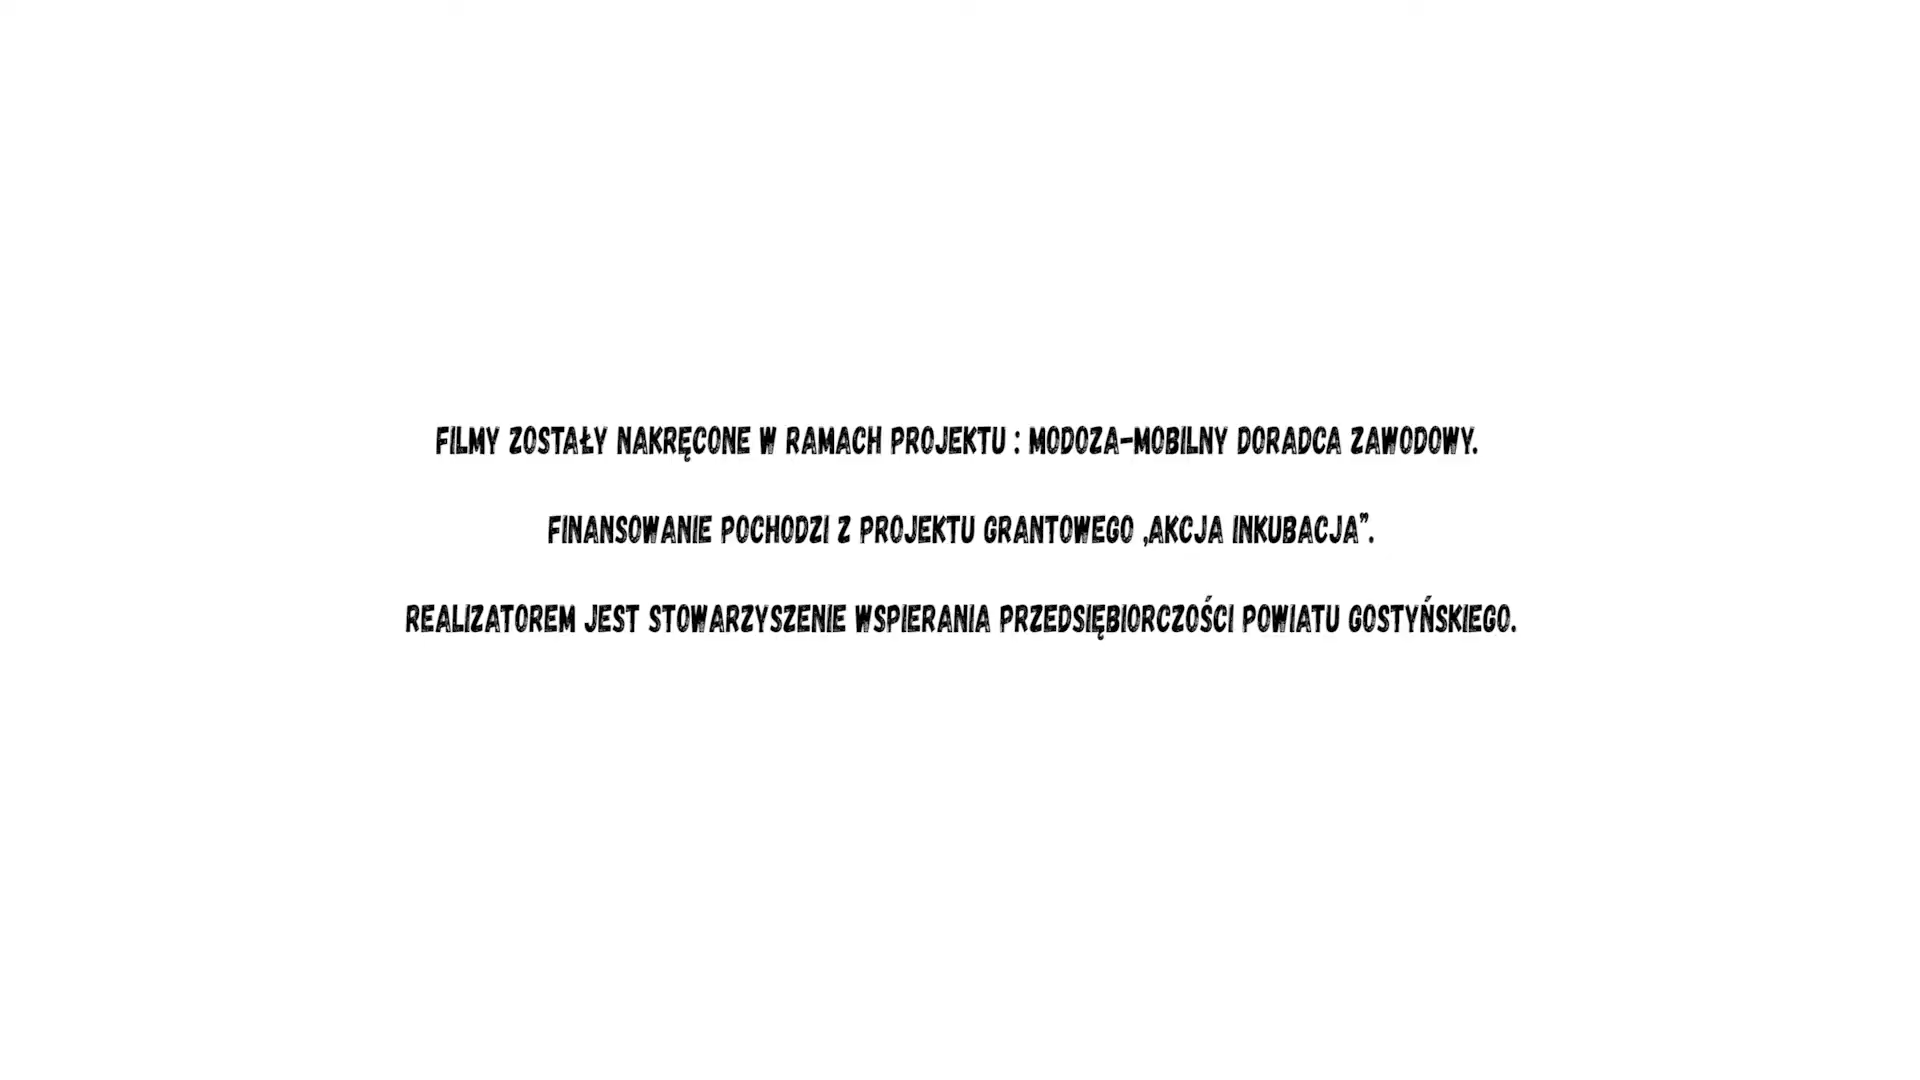 FILMY ZOSTAŁY NAKRĘCONE W RAMACH PROJEKTU : MODOZA-MOBILNY DORADCA ZAWODOWY.
FINANSOWANIE POCHODZI Z PROJEKTU GRANTOWEGO ,AKCJA INKUBACJA”.
REALIZATOREM JEST STOWARZYSZENIE WSPIERANIA PRZEDSIĘBIORCZOŚCI POWIATU GOSTYŃSKIEGO.